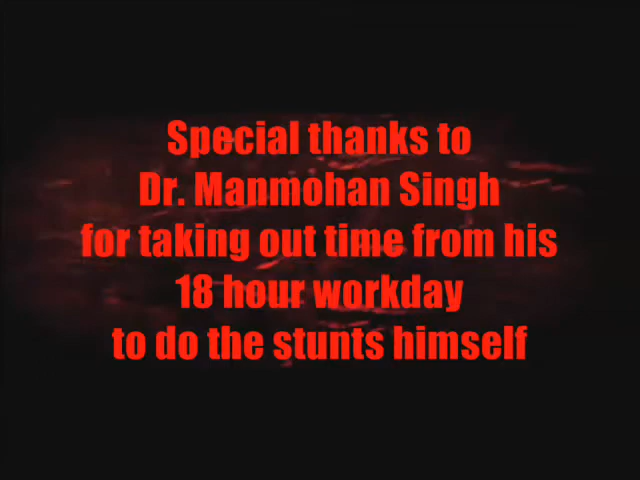 Special thanks to
Dr. Manmohan Singh
for taking out time from his
18 hour workday
to do the stunts himself